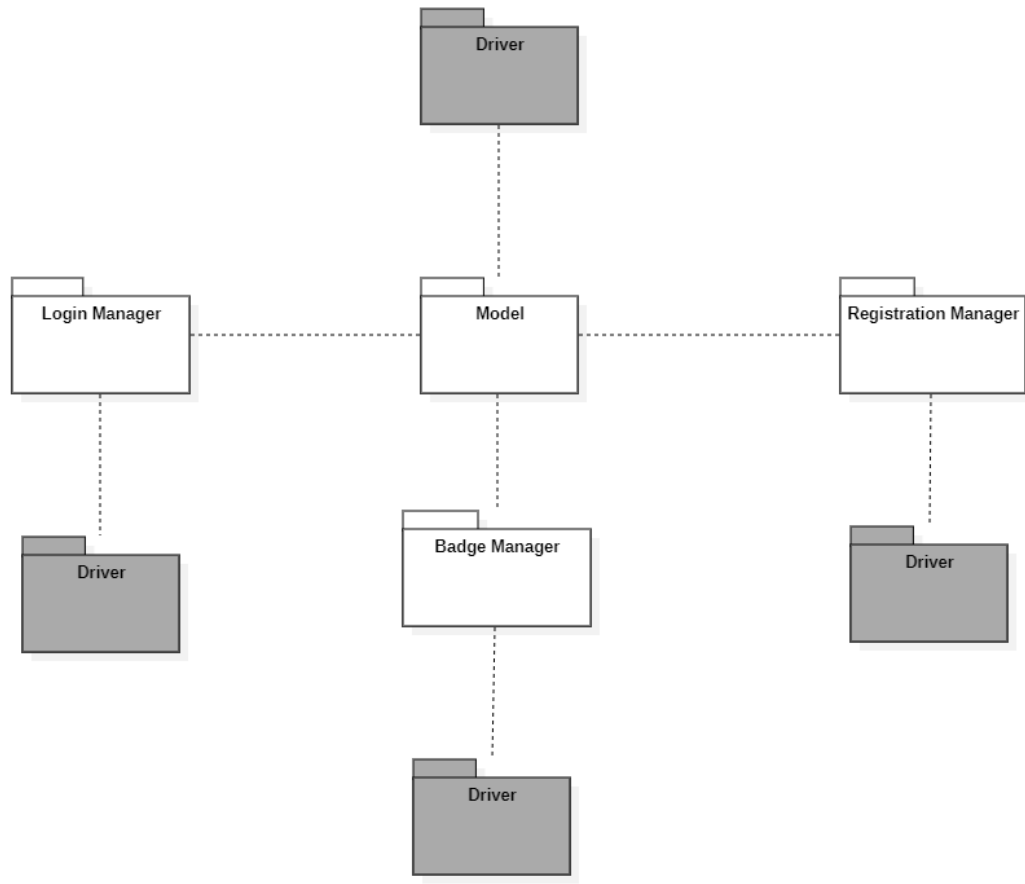 Driver
Login Manager
Model
Registration Manager
Driver
Badge Manager
Driver
Driver